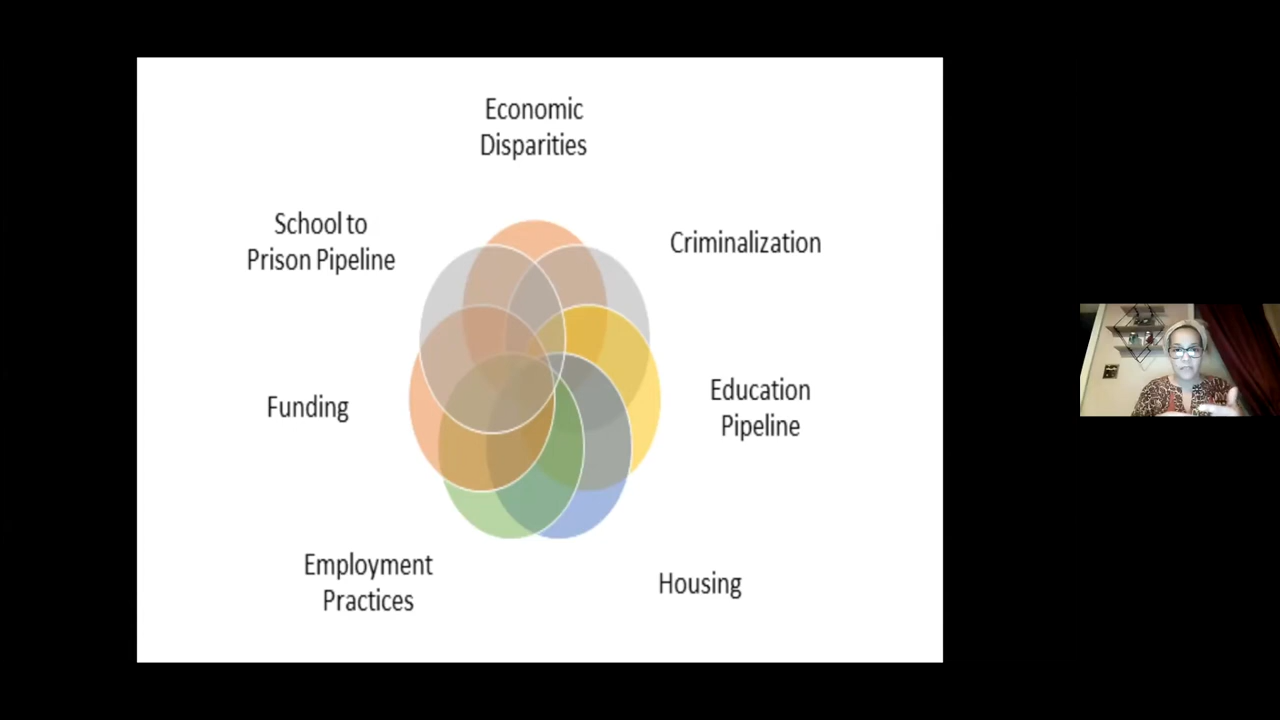 Economic
Disparities
School to
Prison Pipeline
Criminalization
Funding
Education
Pipeline
Employment
Practices
Housing